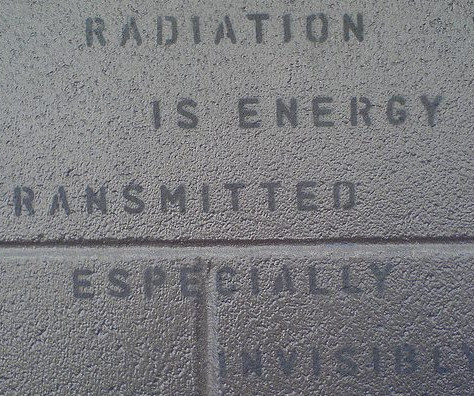 RADIATION
IS ENERGY
RANSMITTED
ESPECIALLY
INVISIBL